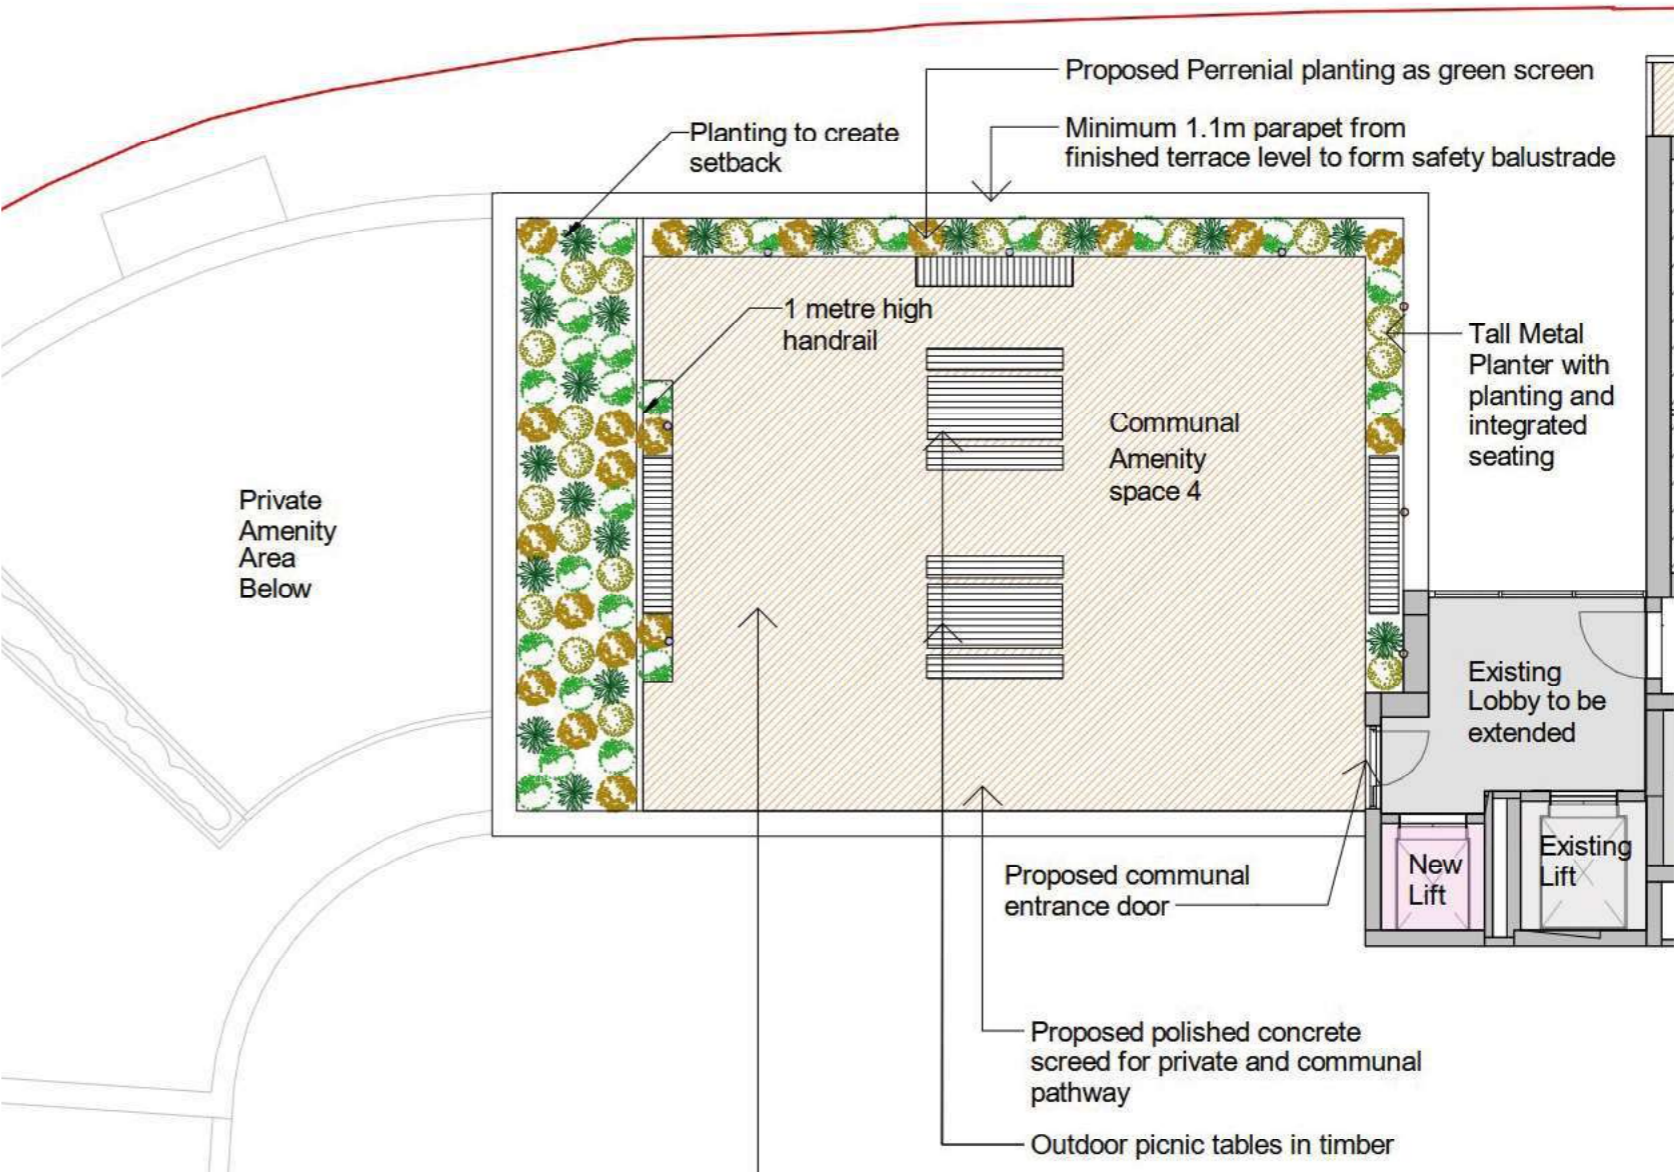 Proposed Perrenial planting as green screen
Planting to create
setback
Minimum 1.1m parapet from
finished terrace level to form safety balustrade
1 metre high
handrail
Tall Metal
Planter with
planting and
integrated
seating
Communal
Amenity
space 4
Private
Amenity
Area
Below
Existing
Lobby to be
extended
New
Lift
Existing
Lift
Proposed communal
entrance door
Proposed polished concrete
screed for private and communal
pathway
Outdoor picnic tables in timber